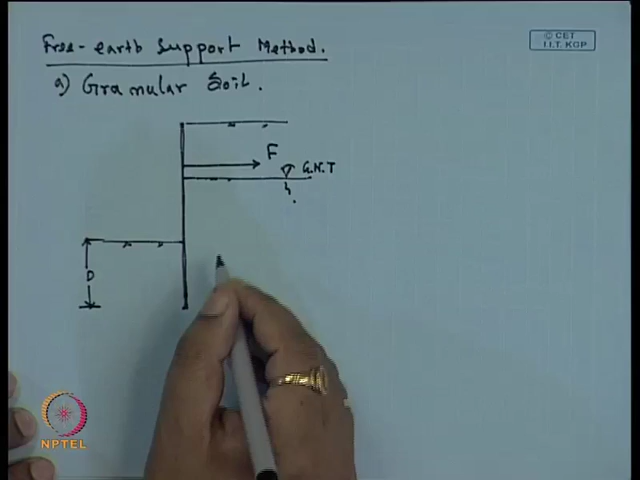 Free-earth Support Method.
© CET
I.I.T. KGP
a) Granular Soil.
F
G.W.T
D
NPTEL